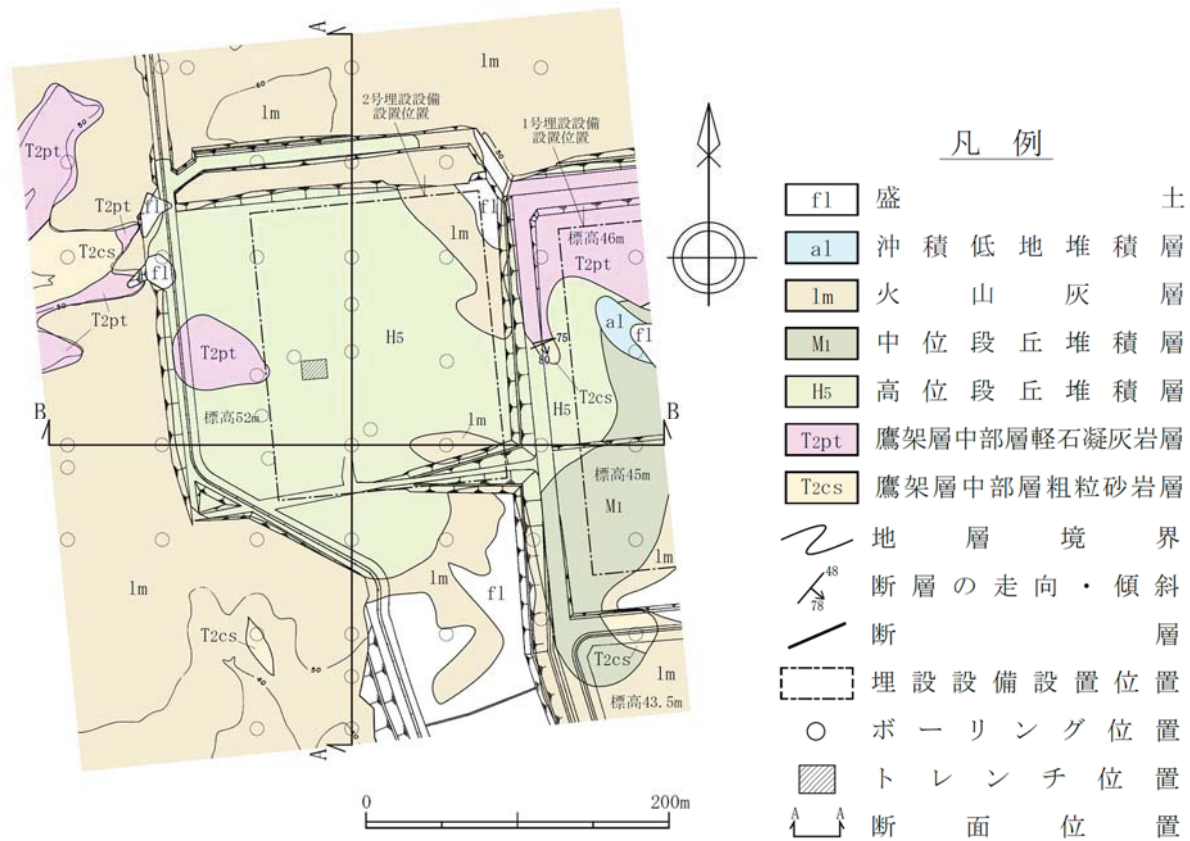 A
lm
60
2号埋設設備
設置位置
1号埋設設備
設置位置
lm
50
50
T2pt
T2pt
fl
fl
lm
標高46m
T2pt
T2cs
fl
al
fl
50
T2pt
H5
75
80
T2pt
T2cs
H5
標高52m
lm
B
B
標高45m
M1
lm
lm
lm
fl
T2cs
50
40
T2cs
lm
標高43.5m
A
0
200m
凡例
fl 盛土
al 沖積低地堆積層
lm 火山灰層
M1 中位段丘堆積層
H5 高位段丘堆積層
T2pt 鷹架層中部層軽石凝灰岩層
T2cs 鷹架層中部層粗粒砂岩層
地層境界
48
78
断層の走向・傾斜
断層
埋設設備設置位置
ボーリング位置
トレンチ位置
A A
断面位置